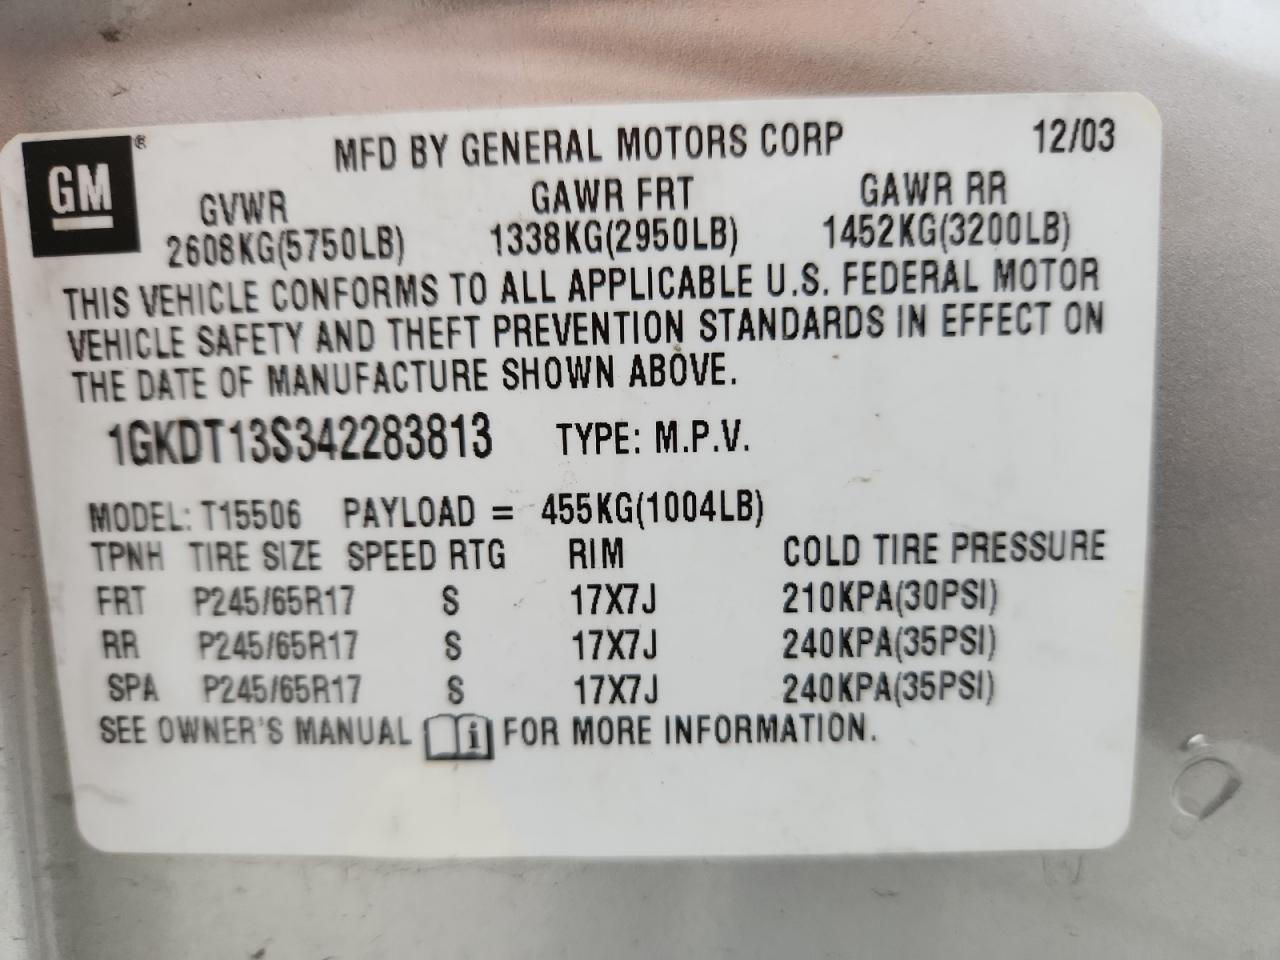 GM®
MFD BY GENERAL MOTORS CORP 12/03
GVWR GAWR FRT GAWR RR
2608KG(5750LB) 1338KG(2950LB) 1452KG(3200LB)
THIS VEHICLE CONFORMS TO ALL APPLICABLE U.S. FEDERAL MOTOR
VEHICLE SAFETY AND THEFT PREVENTION STANDARDS IN EFFECT ON
THE DATE OF MANUFACTURE SHOWN ABOVE.
1GKDT13S342283813 TYPE: M.P.V.
MODEL: T15506 PAYLOAD = 455KG(1004LB)
TPNH TIRE SIZE SPEED RTG RIM COLD TIRE PRESSURE
FRT P245/65R17 S 17X7J 210KPA(30PSI)
RR P245/65R17 S 17X7J 240KPA(35PSI)
SPA P245/65R17 S 17X7J 240KPA(35PSI)
SEE OWNER'S MANUAL i FOR MORE INFORMATION.